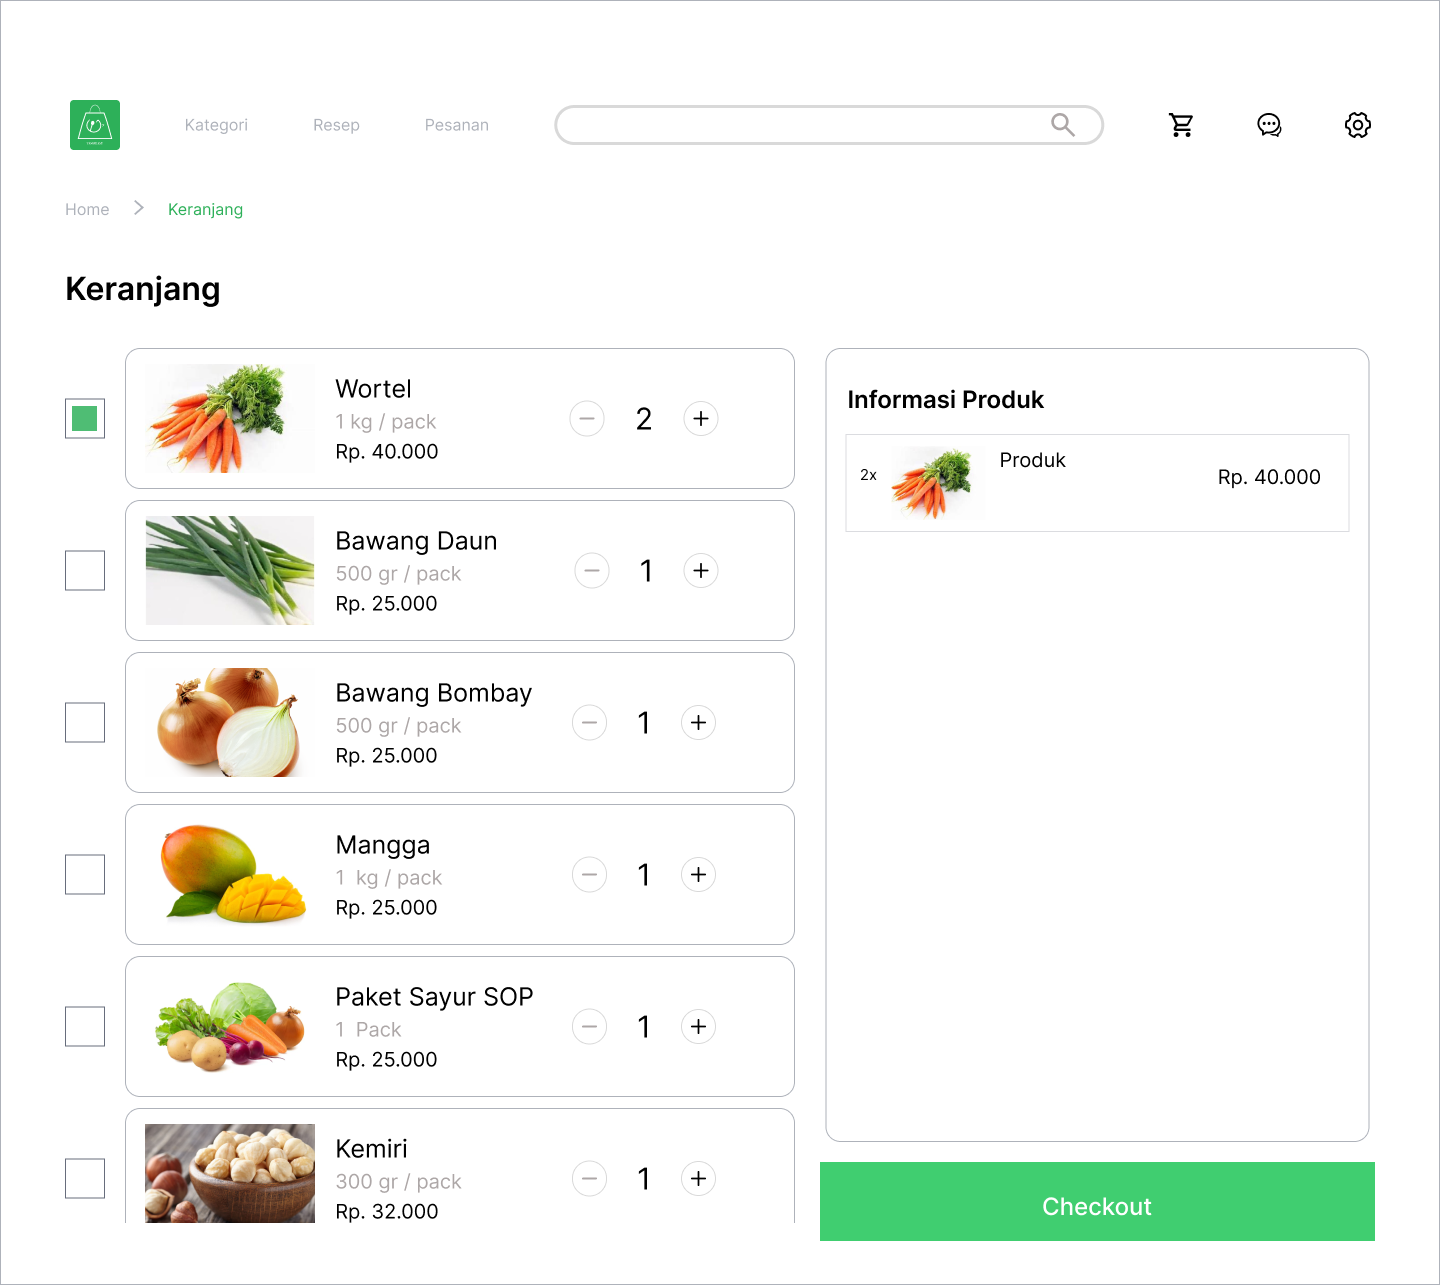 Kategori
Resep
Pesanan
Home
Keranjang
Keranjang
Wortel
1 kg / pack
Rp. 40.000
2
Bawang Daun
500 gr / pack
Rp. 25.000
1
Bawang Bombay
500 gr / pack
Rp. 25.000
1
Mangga
1 kg / pack
Rp. 25.000
1
Paket Sayur SOP
1 Pack
Rp. 25.000
1
Kemiri
300 gr / pack
Rp. 32.000
1
Informasi Produk
2x
Produk
Rp. 40.000
Checkout